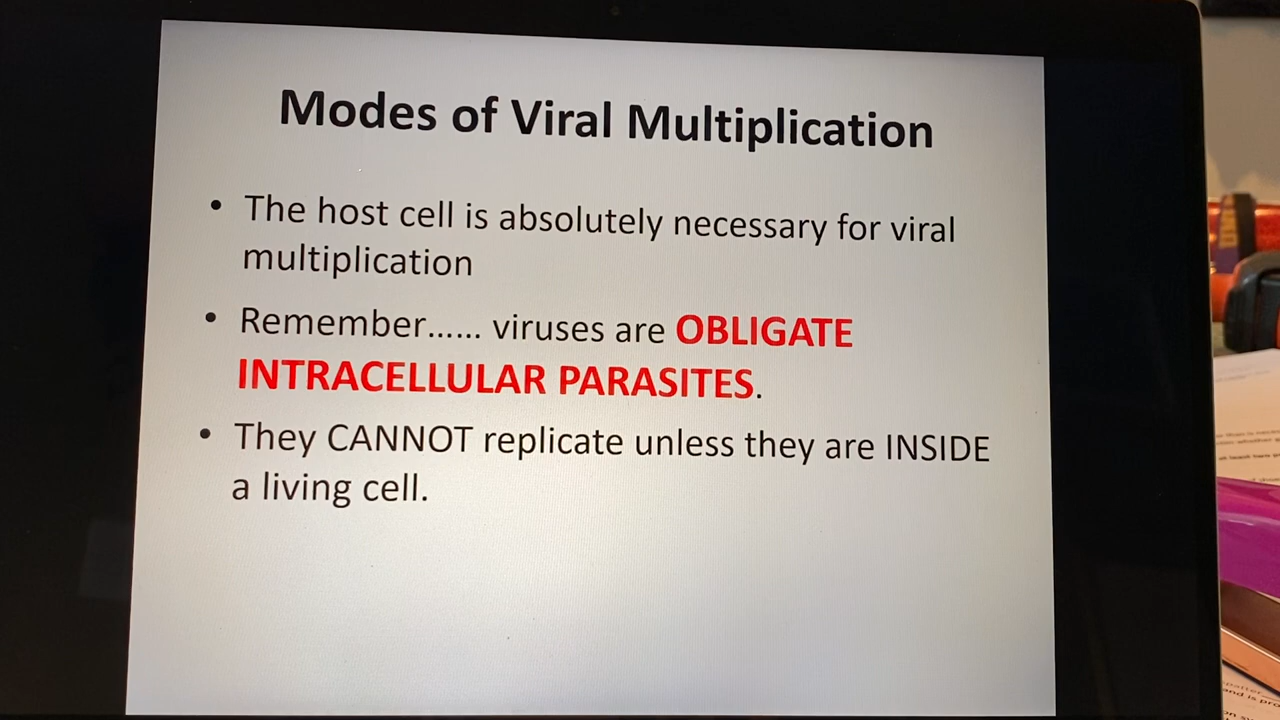 Modes of Viral Multiplication
• The host cell is absolutely necessary for viral
multiplication
• Remember...... viruses are OBLIGATE
INTRACELLULAR PARASITES.
• They CANNOT replicate unless they are INSIDE
a living cell.